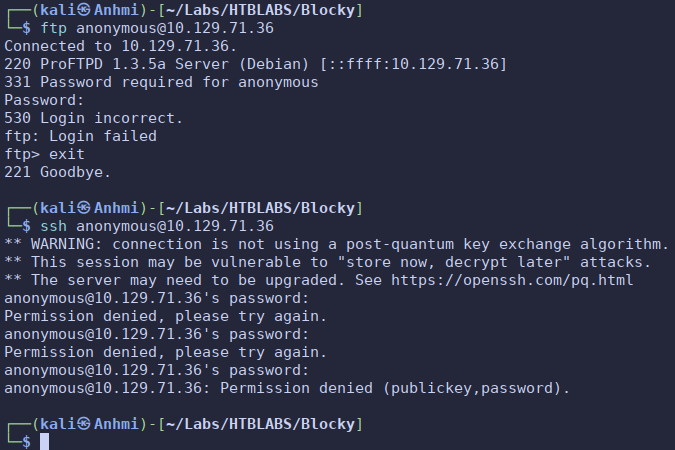 ┌──(kali㉿Anhmi)-[~/Labs/HTBLABS/Blocky]
└─$ ftp anonymous@10.129.71.36
Connected to 10.129.71.36.
220 ProFTPD 1.3.5a Server (Debian) [::ffff:10.129.71.36]
331 Password required for anonymous
Password:
530 Login incorrect.
ftp: Login failed
ftp> exit
221 Goodbye.
┌──(kali㉿Anhmi)-[~/Labs/HTBLABS/Blocky]
└─$ ssh anonymous@10.129.71.36
** WARNING: connection is not using a post-quantum key exchange algorithm.
** This session may be vulnerable to "store now, decrypt later" attacks.
** The server may need to be upgraded. See https://openssh.com/pq.html
anonymous@10.129.71.36's password:
Permission denied, please try again.
anonymous@10.129.71.36's password:
Permission denied, please try again.
anonymous@10.129.71.36's password:
anonymous@10.129.71.36: Permission denied (publickey,password).
┌──(kali㉿Anhmi)-[~/Labs/HTBLABS/Blocky]
└─$